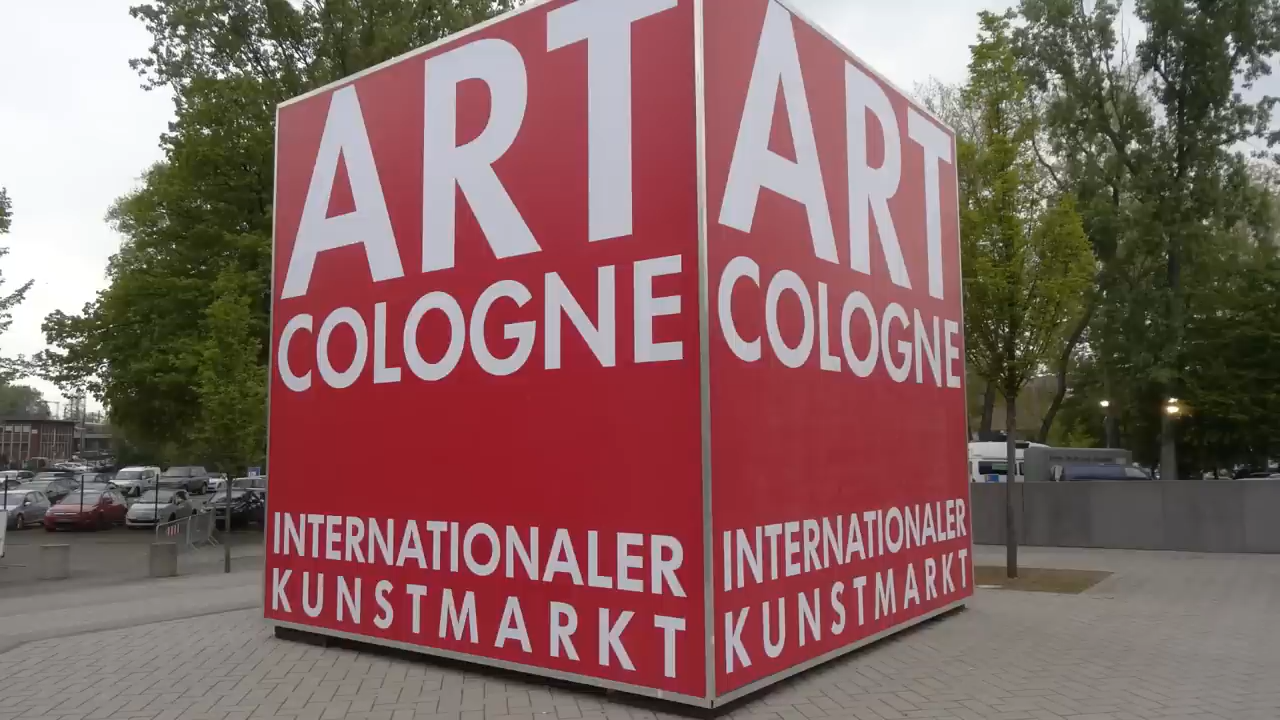 ART
COLOGNE
INTERNATIONALER
KUNSTMARKT
ART
COLOGNE
INTERNATIONALER
KUNSTMARKT